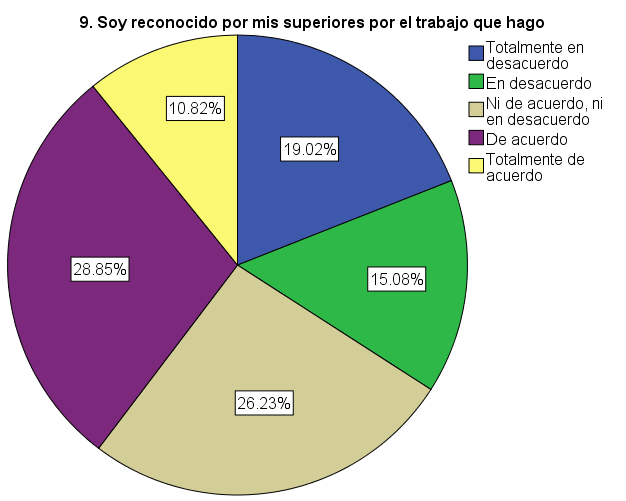 9. Soy reconocido por mis superiores por el trabajo que hago
Totalmente en
desacuerdo
En desacuerdo
Ni de acuerdo, ni
en desacuerdo
De acuerdo
Totalmente de
acuerdo
10.82%
19.02%
28.85%
15.08%
26.23%